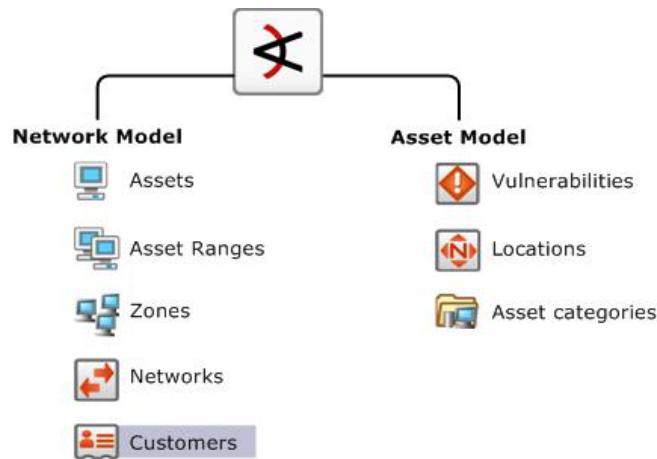 Network Model
Assets
Asset Ranges
Zones
Networks
Customers
Asset Model
Vulnerabilities
Locations
Asset categories